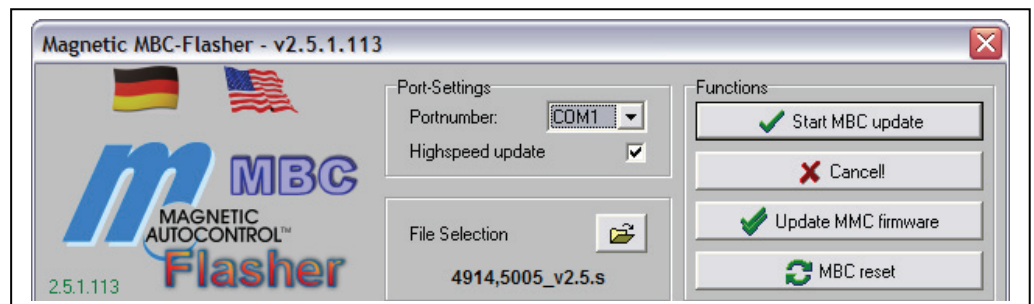 Magnetic MBC-Flasher - v2.5.1.113
m MBC
MAGNETIC
AUTOCONTROL™
Flasher
2.5.1.113
Port-Settings
Portnumber: COM1
Highspeed update
File Selection
4914,5005_v2.5.s
Functions
Start MBC update
Cancel!
Update MMC firmware
MBC reset